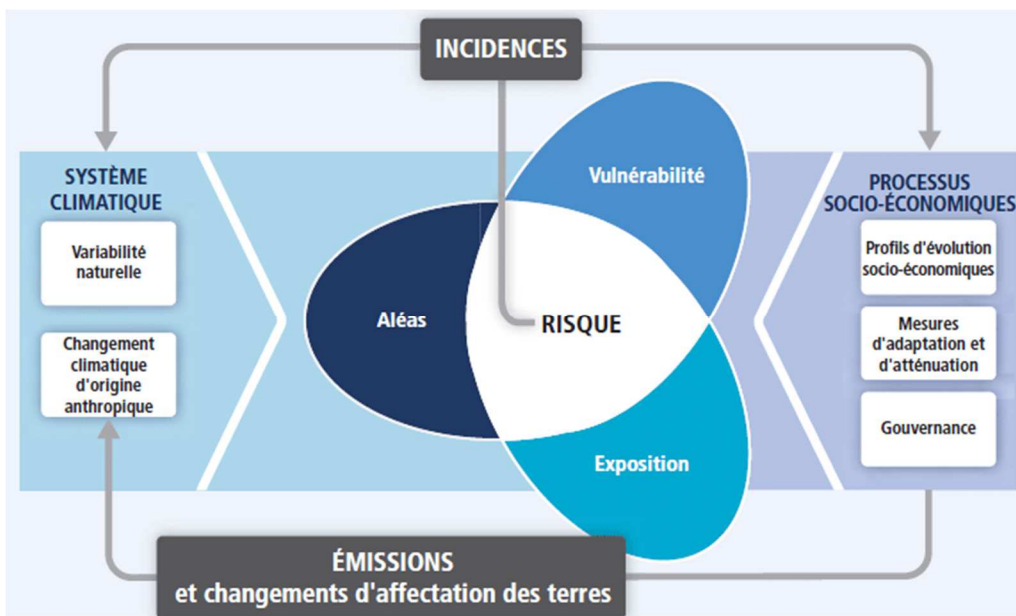 INCIDENCES
SYSTÈME
CLIMATIQUE
Variabilité
naturelle
Changement
climatique
d'origine
anthropique
Vulnérabilité
Aléas
RISQUE
Exposition
PROCESSUS
SOCIO-ÉCONOMIQUES
Profils d'évolution
socio-économiques
Mesures
d'adaptation et
d'atténuation
Gouvernance
ÉMISSIONS
et changements d'affectation des terres